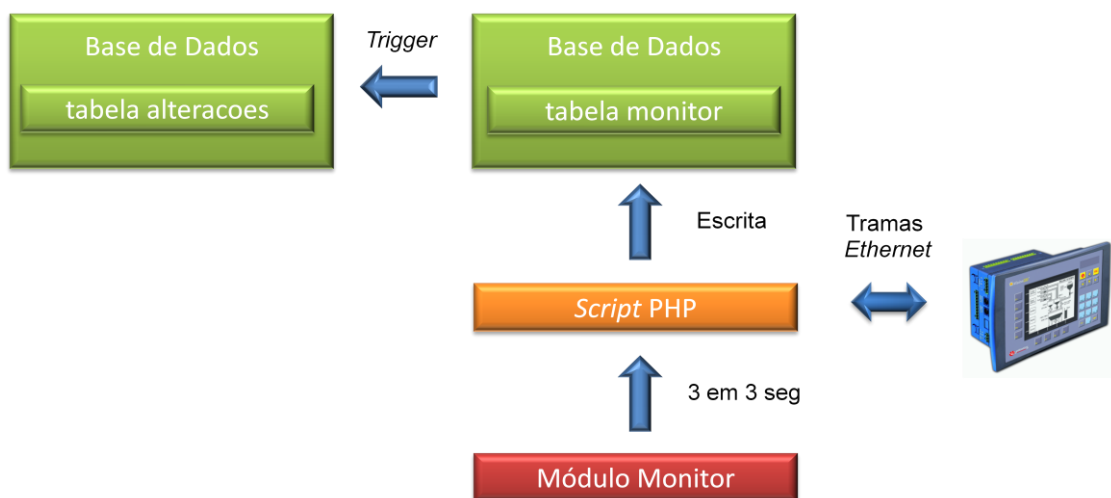 Base de Dados
Trigger
Base de Dados
tabela alteracoes
tabela monitor
Escrita
Tramas
Ethernet
Script PHP
3 em 3 seg
Módulo Monitor